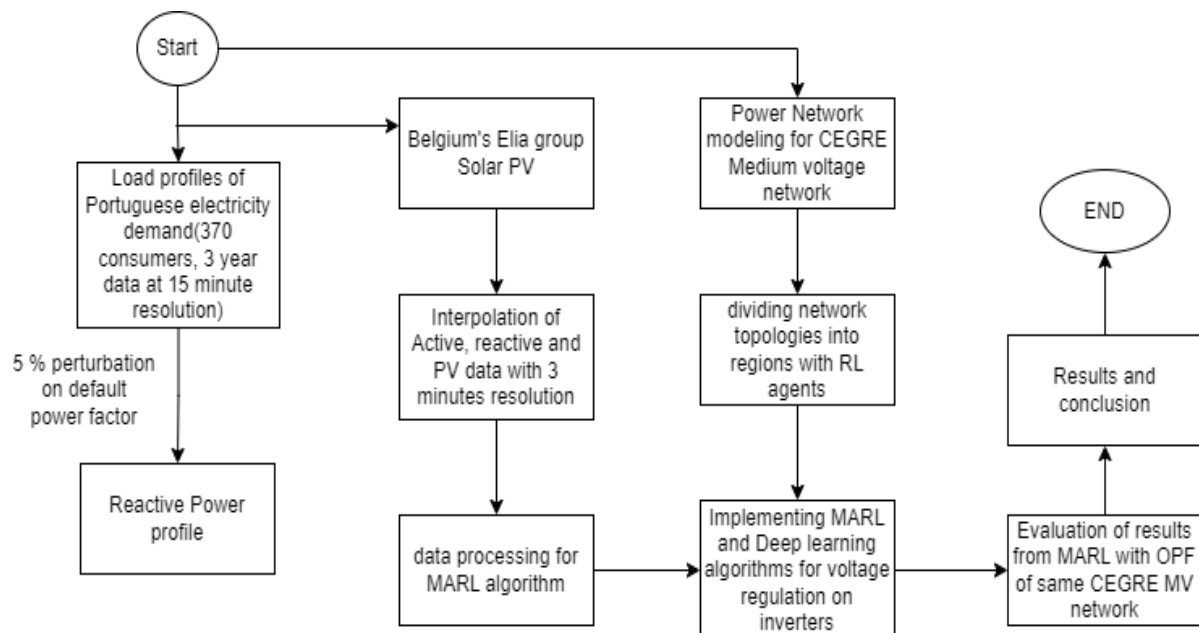 Start
Belgium's Elia group
Solar PV
Power Network
modeling for CEGRE
Medium voltage
network
Load profiles of
Portuguese electricity
demand(370
consumers, 3 year
data at 15 minute
resolution)
END
Interpolation of
Active, reactive and
PV data with 3
minutes resolution
dividing network
topologies into
regions with RL
agents
Results and
conclusion
5 % perturbation
on default
power factor
Reactive Power
profile
data processing for
MARL algorithm
Implementing MARL
and Deep learning
algorithms for voltage
regulation on
inverters
Evaluation of results
from MARL with OPF
of same CEGRE MV
network